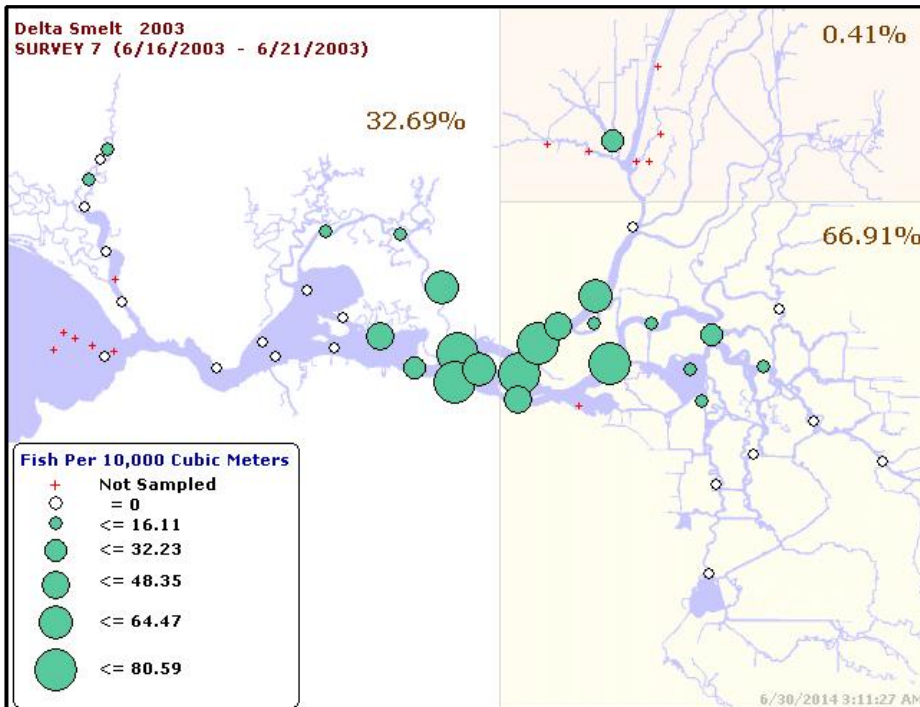 Delta Smelt 2003
SURVEY 7 (6/16/2003 - 6/21/2003)
0.41%
32.69%
66.91%
Fish Per 10,000 Cubic Meters
Not Sampled
= 0
<= 16.11
<= 32.23
<= 48.35
<= 64.47
<= 80.59
6/30/2014 3:11:27 AM